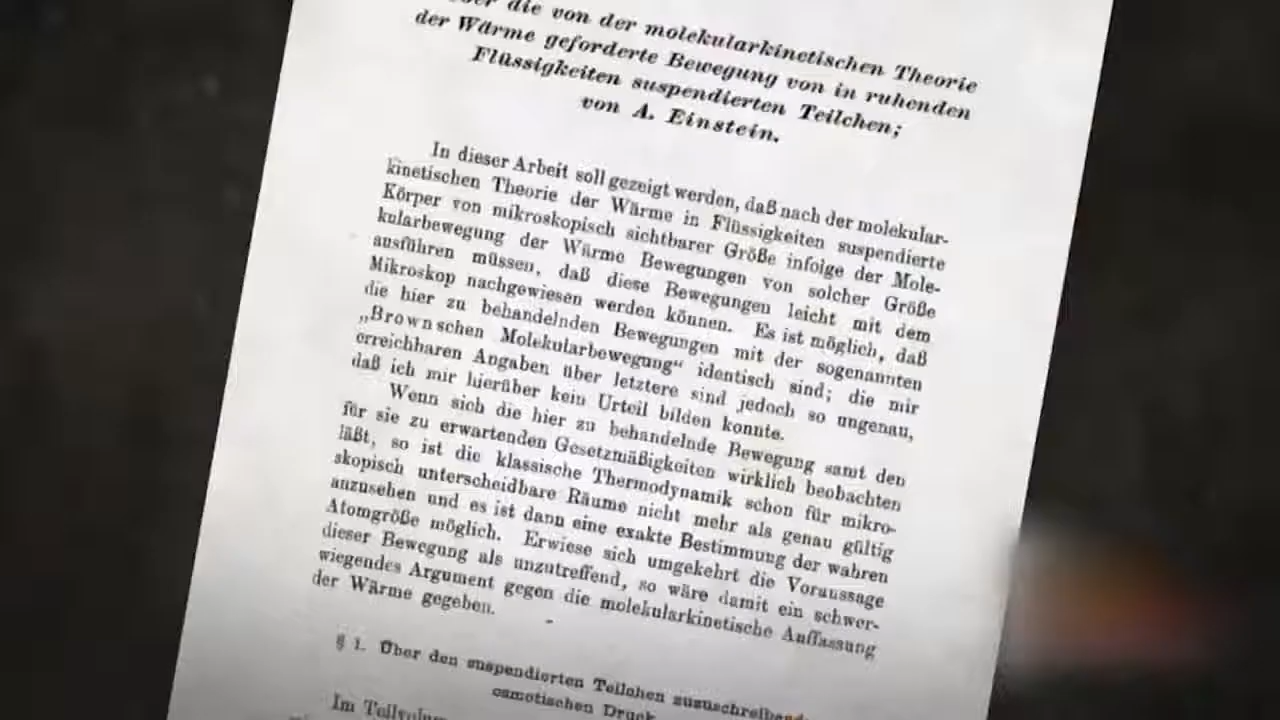 die von der molekularkinetischen Theorie
der Wärme geforderte Bewegung von in ruhenden
Flüssigkeiten suspendierten Teilchen;
von A. Einstein.
In dieser Arbeit soll gezeigt werden, daß nach der molekular-
kinetischen Theorie der Wärme in Flüssigkeiten suspendierte
Körper von mikroskopisch sichtbarer Größe infolge der Mole-
kularbewegung der Wärme Bewegungen von solcher Größe
ausführen müssen, daß diese Bewegungen leicht mit dem
Mikroskop nachgewiesen werden können. Es ist möglich, daß
die hier zu behandelnden Bewegungen mit der sogenannten
„Brownschen Molekularbewegung“ identisch sind; die mir
erreichbaren Angaben über letztere sind jedoch so ungenau,
daß ich mir hierüber kein Urteil bilden konnte.
Wenn sich die hier zu behandelnde Bewegung samt den
für sie zu erwartenden Gesetzmäßigkeiten wirklich beobachten
läßt, so ist die klassische Thermodynamik schon für mikro-
skopisch unterscheidbare Räume nicht mehr als genau gültig
anzusehen und es ist dann eine exakte Bestimmung der wahren
Atomgröße möglich. Erwiese sich umgekehrt die Voraussage
dieser Bewegung als unzutreffend, so wäre damit ein schwer-
wiegendes Argument gegen die molekularkinetische Auffassung
der Wärme gegeben.
§ 1. Über den suspendierten Teilchen zuzuschreibenden
osmotischen Druck
Im